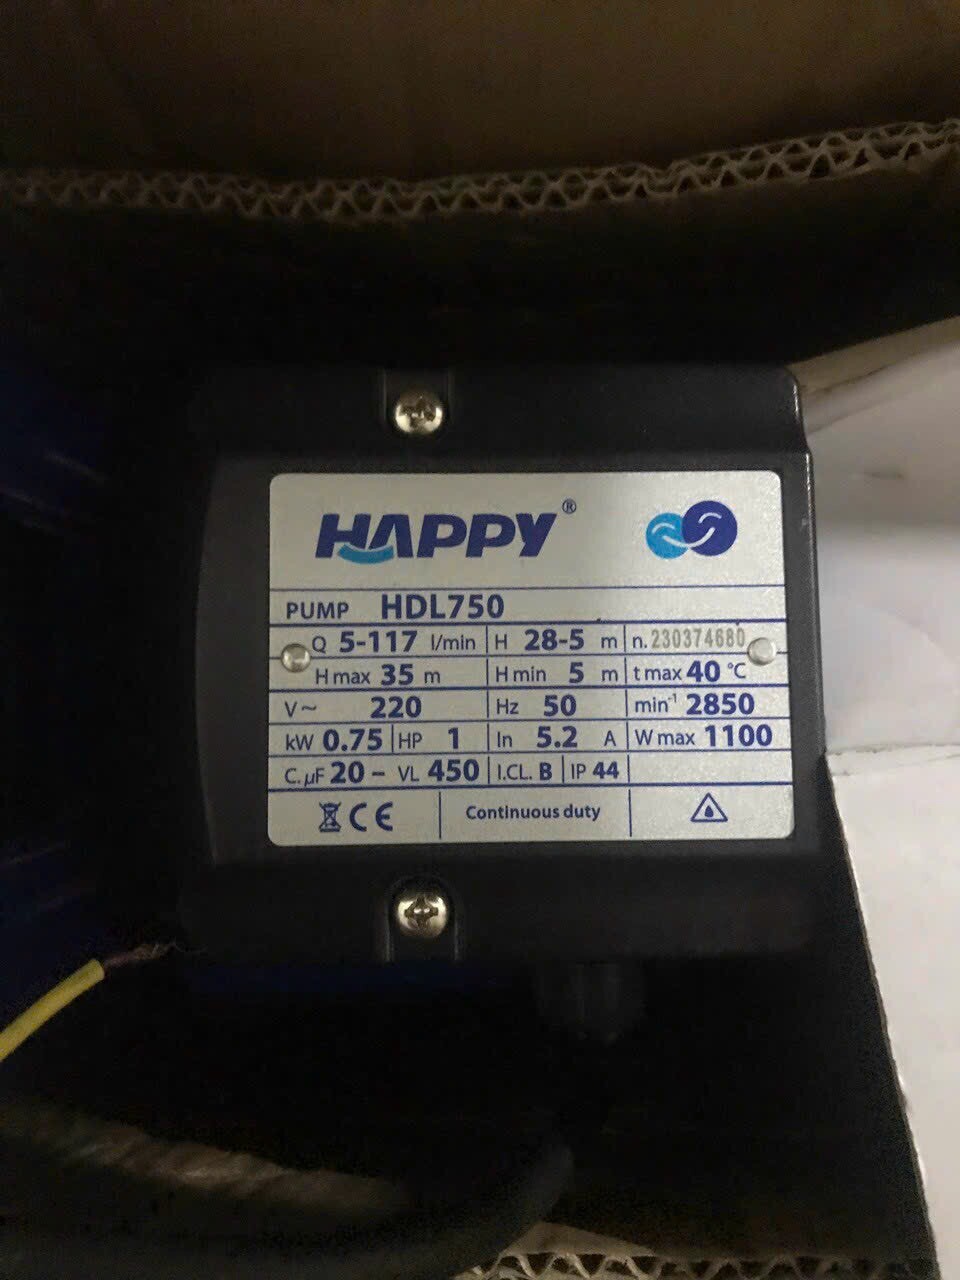 HAPPY®
PUMP HDL750
Q 5-117 l/min H 28-5 m n. 230374680
H max 35 m H min 5 m t max 40 °C
V~ 220 Hz 50 min⁻¹ 2850
kW 0.75 HP 1 In 5.2 A W max 1100
C.μF 20 – VL 450 I.CL. B IP 44
CE Continuous duty